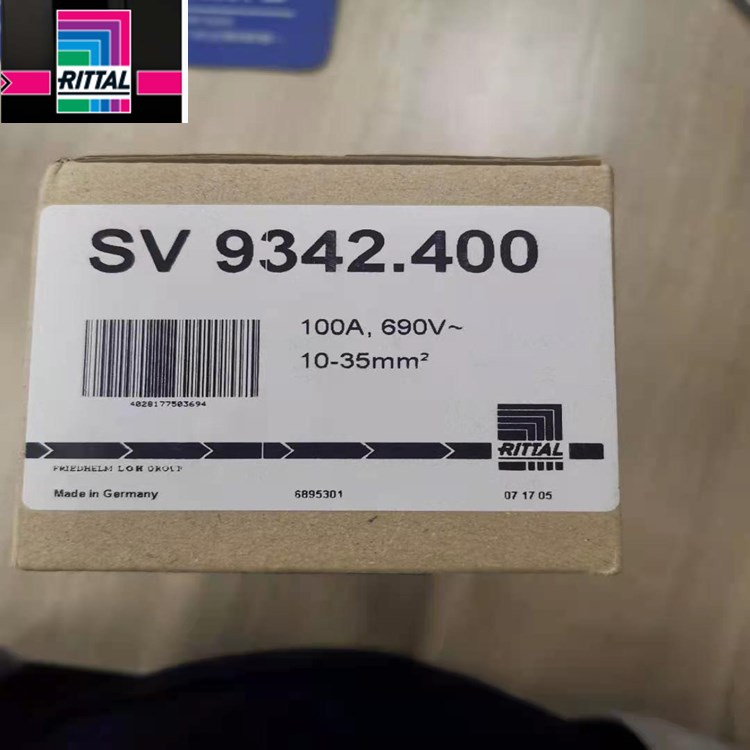 RITTAL
SV 9342.400
100A, 690V~
10-35mm²
4028177503694
RITTAL
FRIEDHELM LOH GROUP
Made in Germany
6895301
07 17 05